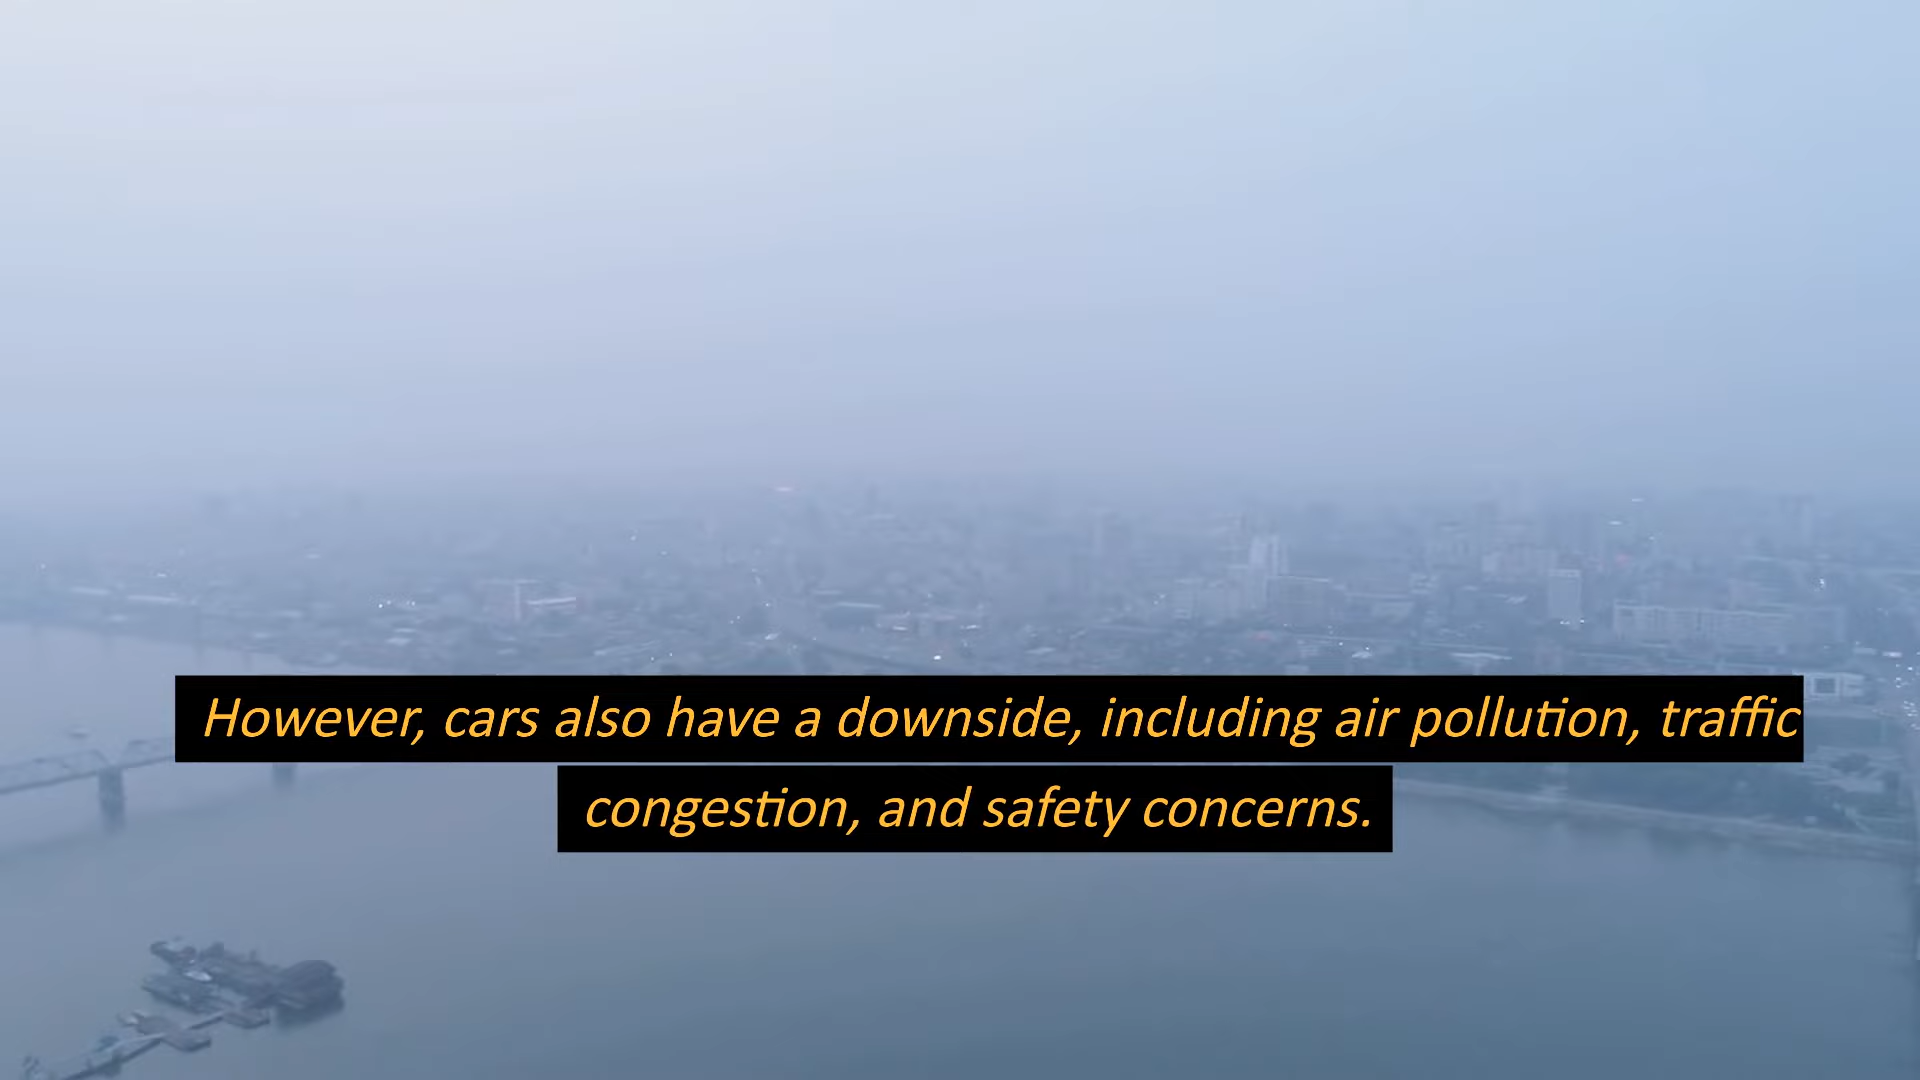 However, cars also have a downside, including air pollution, traffic
congestion, and safety concerns.